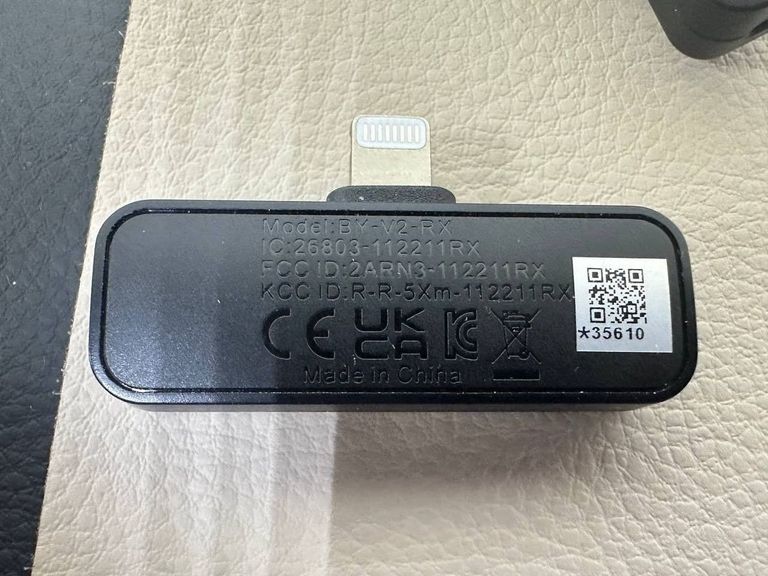 Model:BY-V2-RX
IC:26803-112211RX
FCC ID:2ARN3-112211RX
KCC ID:R-R-5Xm-112211RX
CE UK CA
Made in China
*35610